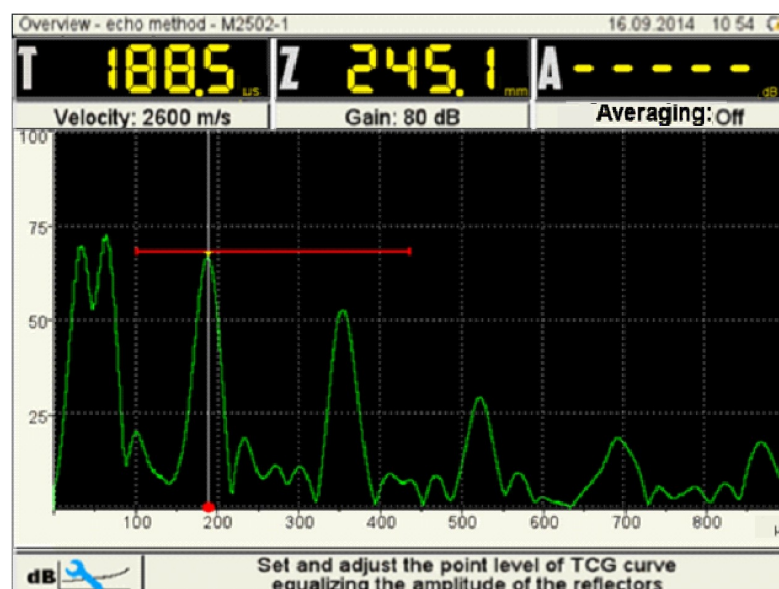 Overview - echo method - M2502-1 16.09.2014 10 54
T 188.5 µs Z 245.1 mm A - - - - - dB
Velocity: 2600 m/s Gain: 80 dB Averaging: Off
100
75
50
25
100 200 300 400 500 600 700 800
dB Set and adjust the point level of TCG curve
equalizing the amplitude of the reflectors